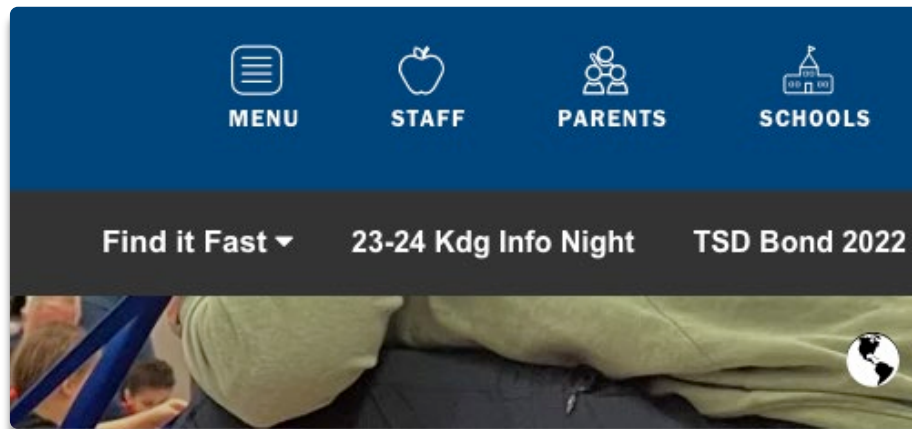 MENU STAFF PARENTS SCHOOLS
Find it Fast 23-24 Kdg Info Night TSD Bond 2022